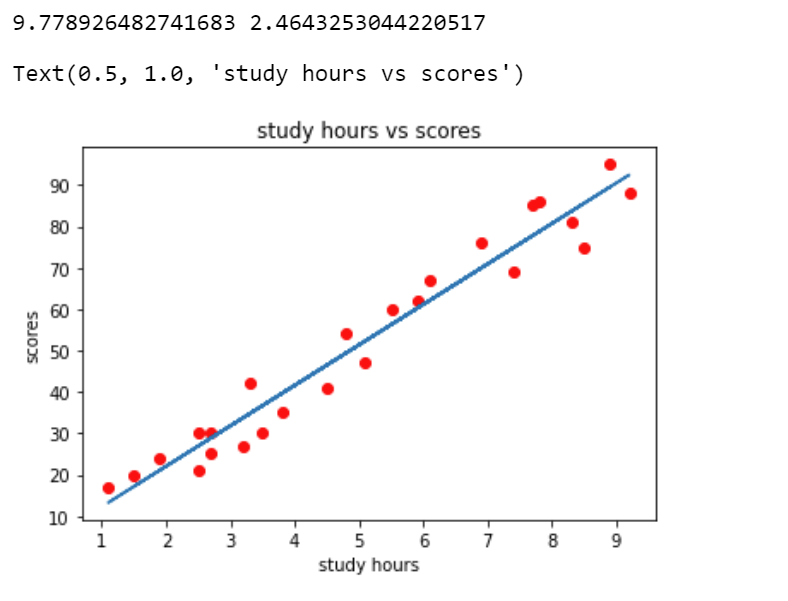 9.778926482741683 2.4643253044220517
Text(0.5, 1.0, 'study hours vs scores')
study hours vs scores
90
80
70
60
50
40
30
20
10
scores
1 2 3 4 5 6 7 8 9
study hours